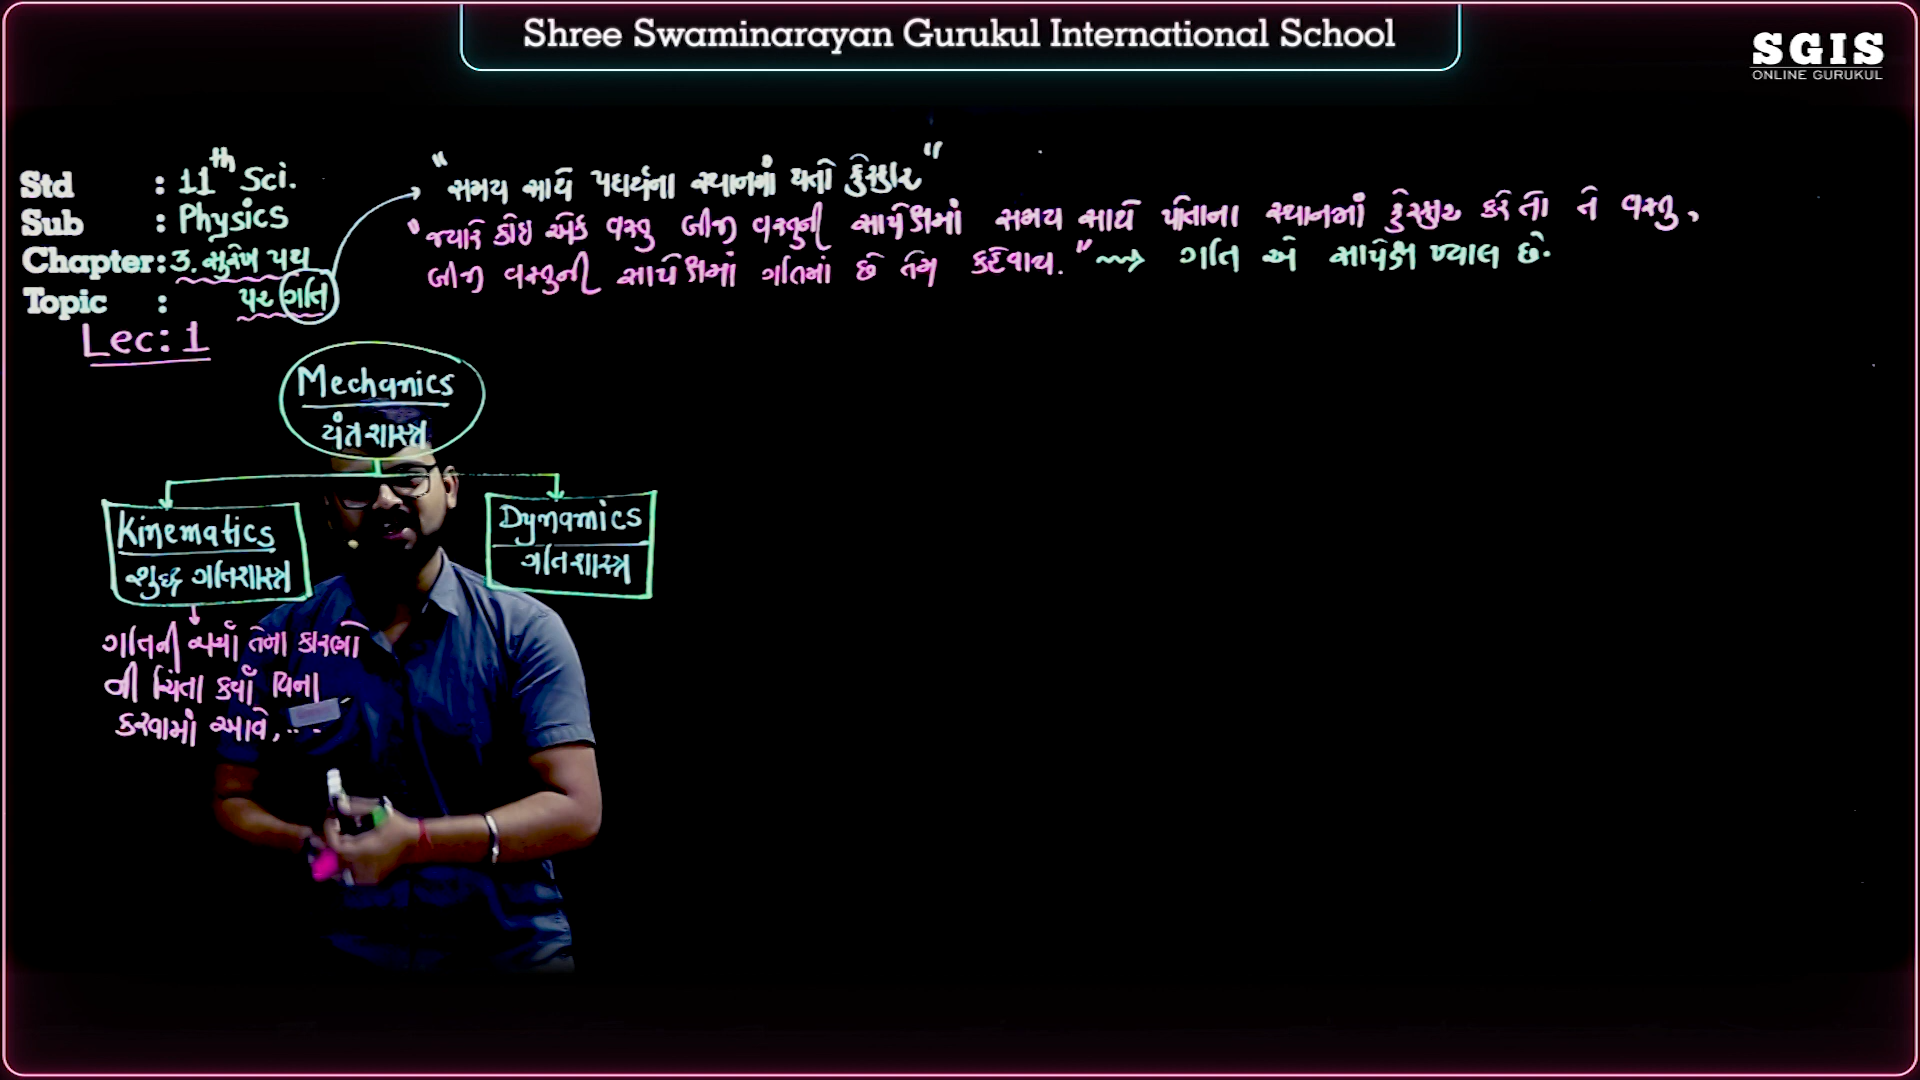 Shree Swaminarayan Gurukul International School
SGIS
ONLINE GURUKUL
Std : 11th Sci.
Sub : Physics
Chapter: 3. સુરેખ પથ
Topic : પર ગતિ
Lec: 1
"સમય સાથે પદાર્થના સ્થાનમાં થતો ફેરફાર"
"જ્યારે કોઇ એક વસ્તુ બીજી વસ્તુની સાપેક્ષમાં સમય સાથે પોતાના સ્થાનમાં ફેરફાર કરે તો તે વસ્તુ,
બીજી વસ્તુની સાપેક્ષમાં ગતિમાં છે તેમ કહેવાય." ગતિ એ સાપેક્ષ ખ્યાલ છે.
Mechanics
યંત્રશાસ્ત્ર
Kinematics
શુદ્ધ ગતિશાસ્ત્ર
Dynamics
ગતિશાસ્ત્ર
ગતિની ચર્ચા તેના કારણો
ની ચિંતા કર્યા વિના
કરવામાં આવે,...